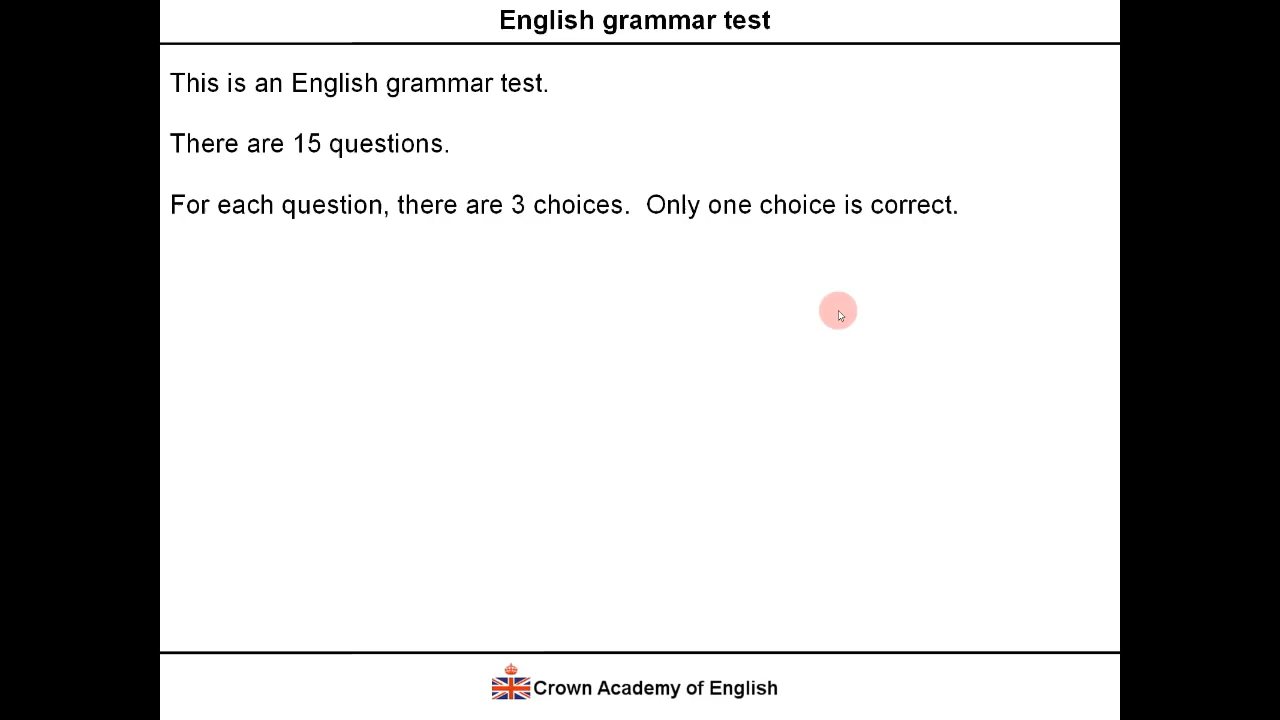 English grammar test
This is an English grammar test.
There are 15 questions.
For each question, there are 3 choices.  Only one choice is correct.
Crown Academy of English